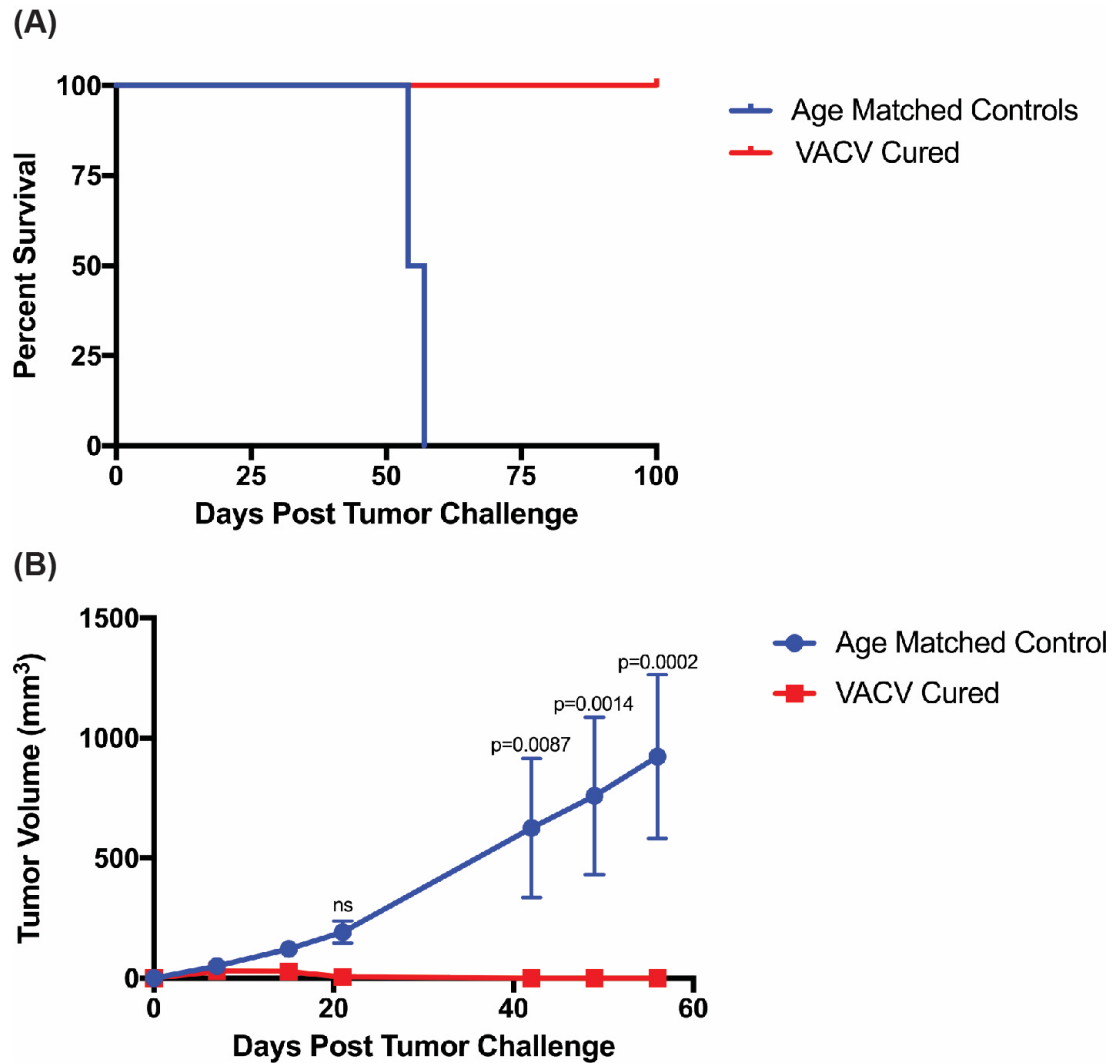 (A)
100
75
50
25
0
Percent Survival
0 25 50 75 100
Days Post Tumor Challenge
Age Matched Controls
VACV Cured
(B)
1500
1000
500
0
Tumor Volume (mm³)
ns
p=0.0087
p=0.0014
p=0.0002
0 20 40 60
Days Post Tumor Challenge
Age Matched Control
VACV Cured